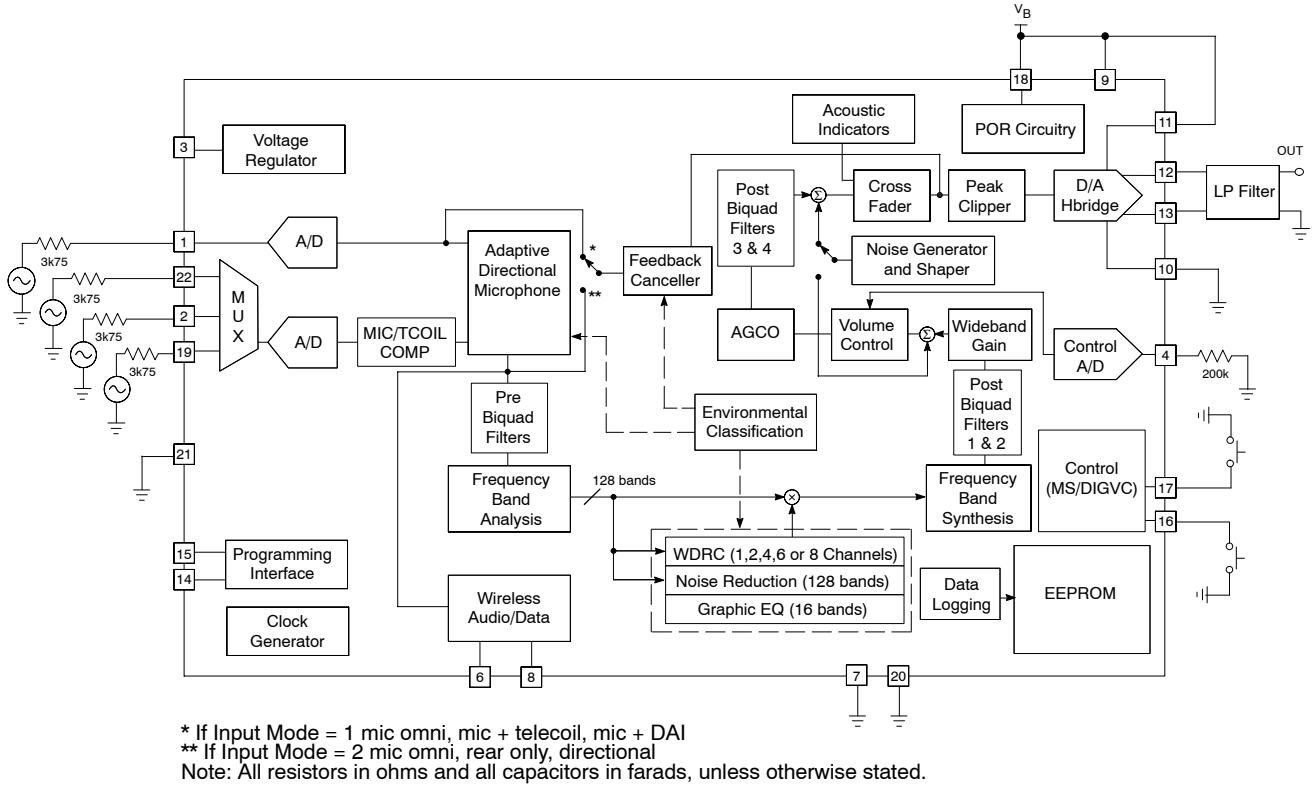 VB
18
9
11
Acoustic
Indicators
POR Circuitry
3
Voltage
Regulator
OUT
12
LP Filter
13
D/A
Hbridge
Post
Biquad
Filters
3 & 4
Σ
Cross
Fader
Peak
Clipper
1
A/D
3k75
22
3k75
2
3k75
19
3k75
MUX
A/D
MIC/TCOIL
COMP
Adaptive
Directional
Microphone
*
**
Feedback
Canceller
Noise Generator
and Shaper
10
AGCO
Volume
Control
Σ
Wideband
Gain
Control
A/D
4
200k
Pre
Biquad
Filters
Environmental
Classification
Post
Biquad
Filters
1 & 2
21
Frequency
Band
Analysis
128 bands
×
Frequency
Band
Synthesis
Control
(MS/DIGVC)
17
16
15
14
Programming
Interface
WDRC (1,2,4,6 or 8 Channels)
Noise Reduction (128 bands)
Graphic EQ (16 bands)
Data
Logging
EEPROM
Clock
Generator
Wireless
Audio/Data
6
8
7
20
* If Input Mode = 1 mic omni, mic + telecoil, mic + DAI
** If Input Mode = 2 mic omni, rear only, directional
Note: All resistors in ohms and all capacitors in farads, unless otherwise stated.